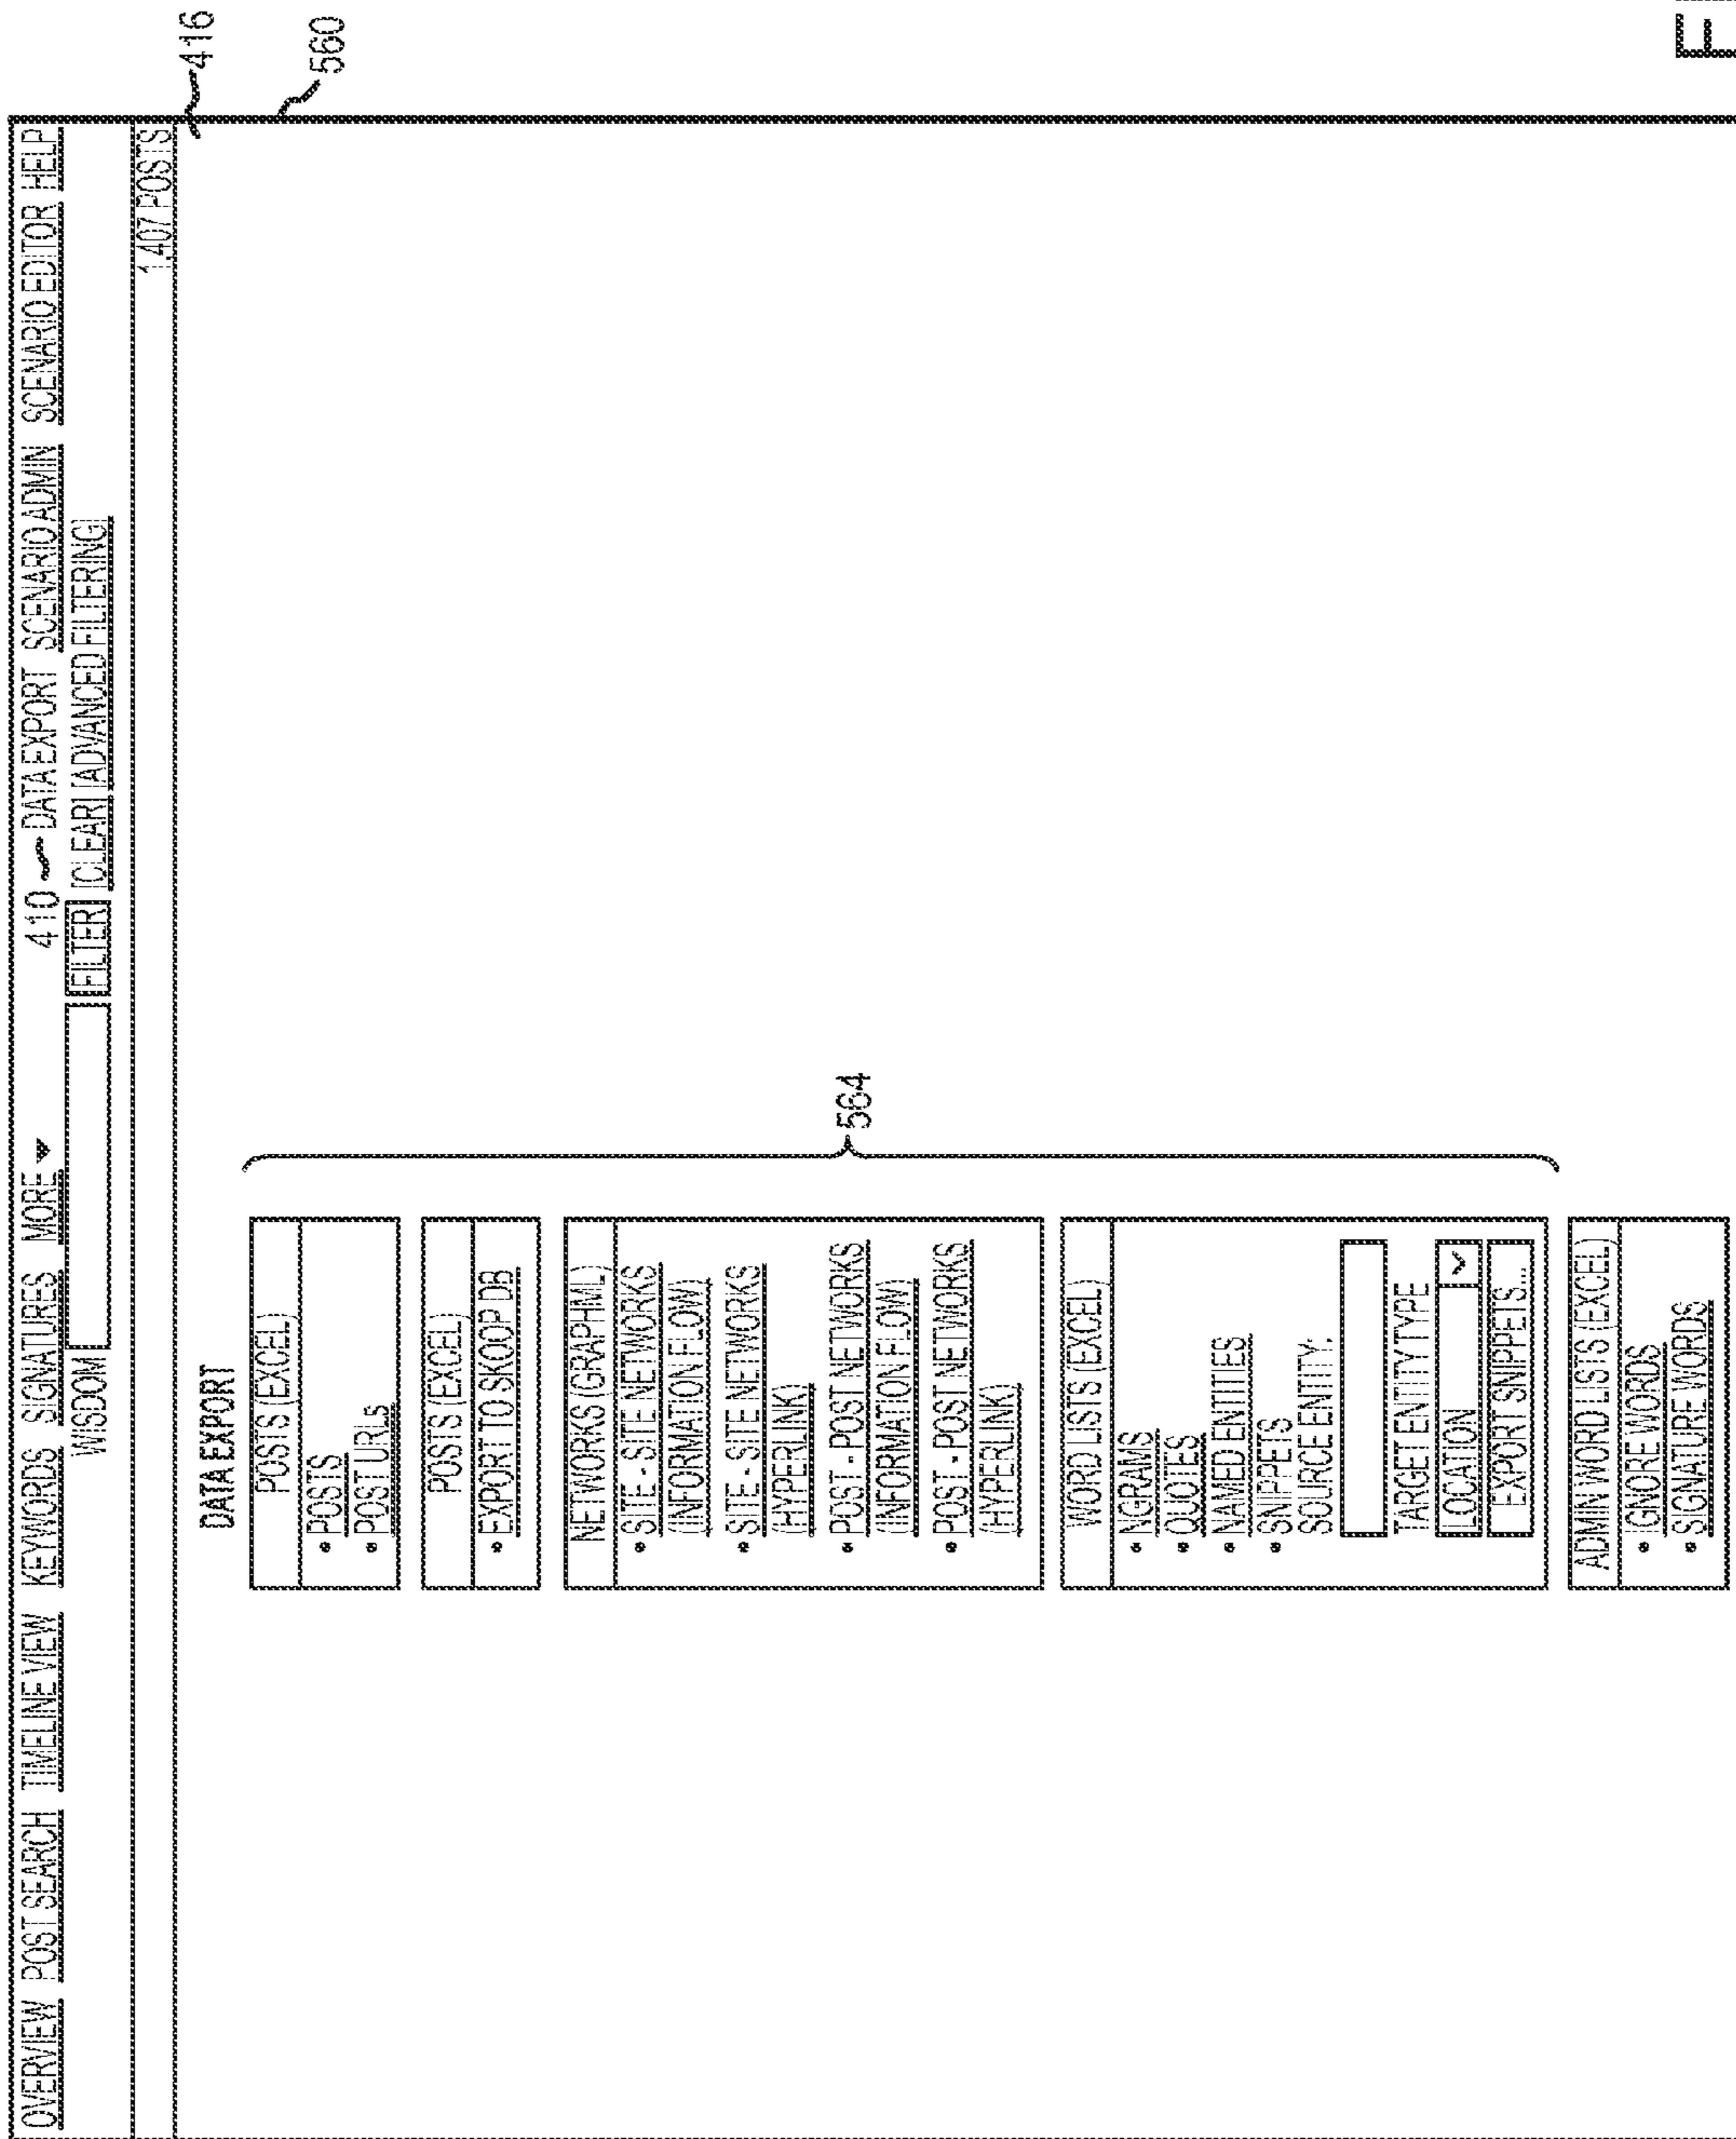 OVERVIEW POST SEARCH TIMELINE VIEW KEYWORDS SIGNATURES MORE 410 DATA EXPORT SCENARIO ADMIN SCENARIO EDITOR HELP
WISDOM FILTER [CLEAR] [ADVANCED FILTERING]
1,407 POSTS
416
560
DATA EXPORT
POSTS (EXCEL)
• POSTS
• POST URLs
POSTS (EXCEL)
• EXPORT TO SKOOP DB
NETWORKS (GRAPHML)
• SITE - SITE NETWORKS
(INFORMATION FLOW)
• SITE - SITE NETWORKS
(HYPERLINK)
• POST - POST NETWORKS
(INFORMATION FLOW)
• POST - POST NETWORKS
(HYPERLINK)
564
WORD LISTS (EXCEL)
• NGRAMS
• QUOTES
• NAMED ENTITIES
• SNIPPETS
SOURCE ENTITY:
TARGET ENTITY TYPE
LOCATION
EXPORT SNIPPETS...
ADMIN WORD LISTS (EXCEL)
• IGNORE WORDS
• SIGNATURE WORDS